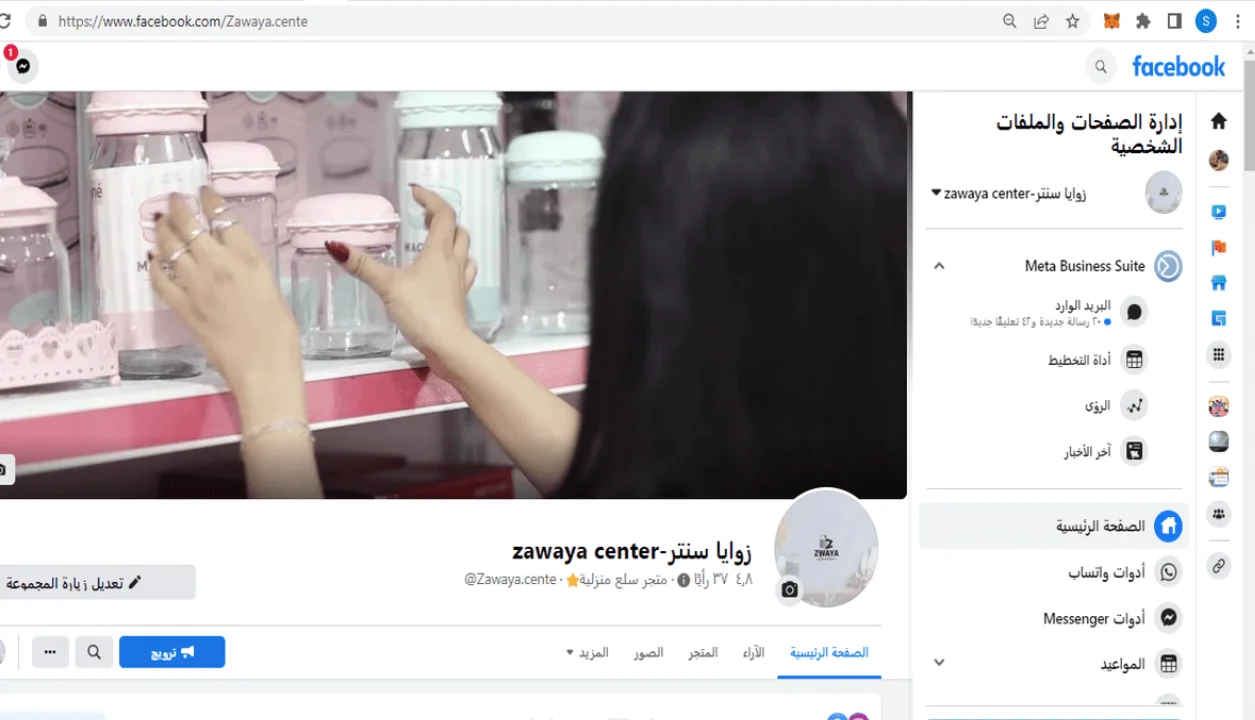 https://www.facebook.com/Zawaya.cente
S
1
facebook
إدارة الصفحات والملفات
الشخصية
زوايا سنتر-zawaya center
Meta Business Suite
البريد الوارد
٢٠ رسالة جديدة و٤٢ تعليقًا جديدًا
أداة التخطيط
الرؤى
آخر الأخبار
الصفحة الرئيسية
أدوات واتساب
أدوات Messenger
المواعيد
ZWAYA
زوايا سنتر-zawaya center
٤٫٨ ٣٧ رأيًا · متجر سلع منزلية · @Zawaya.cente
تعديل زيارة المجموعة
الصفحة الرئيسية
الآراء
المتجر
الصور
المزيد
ترويج